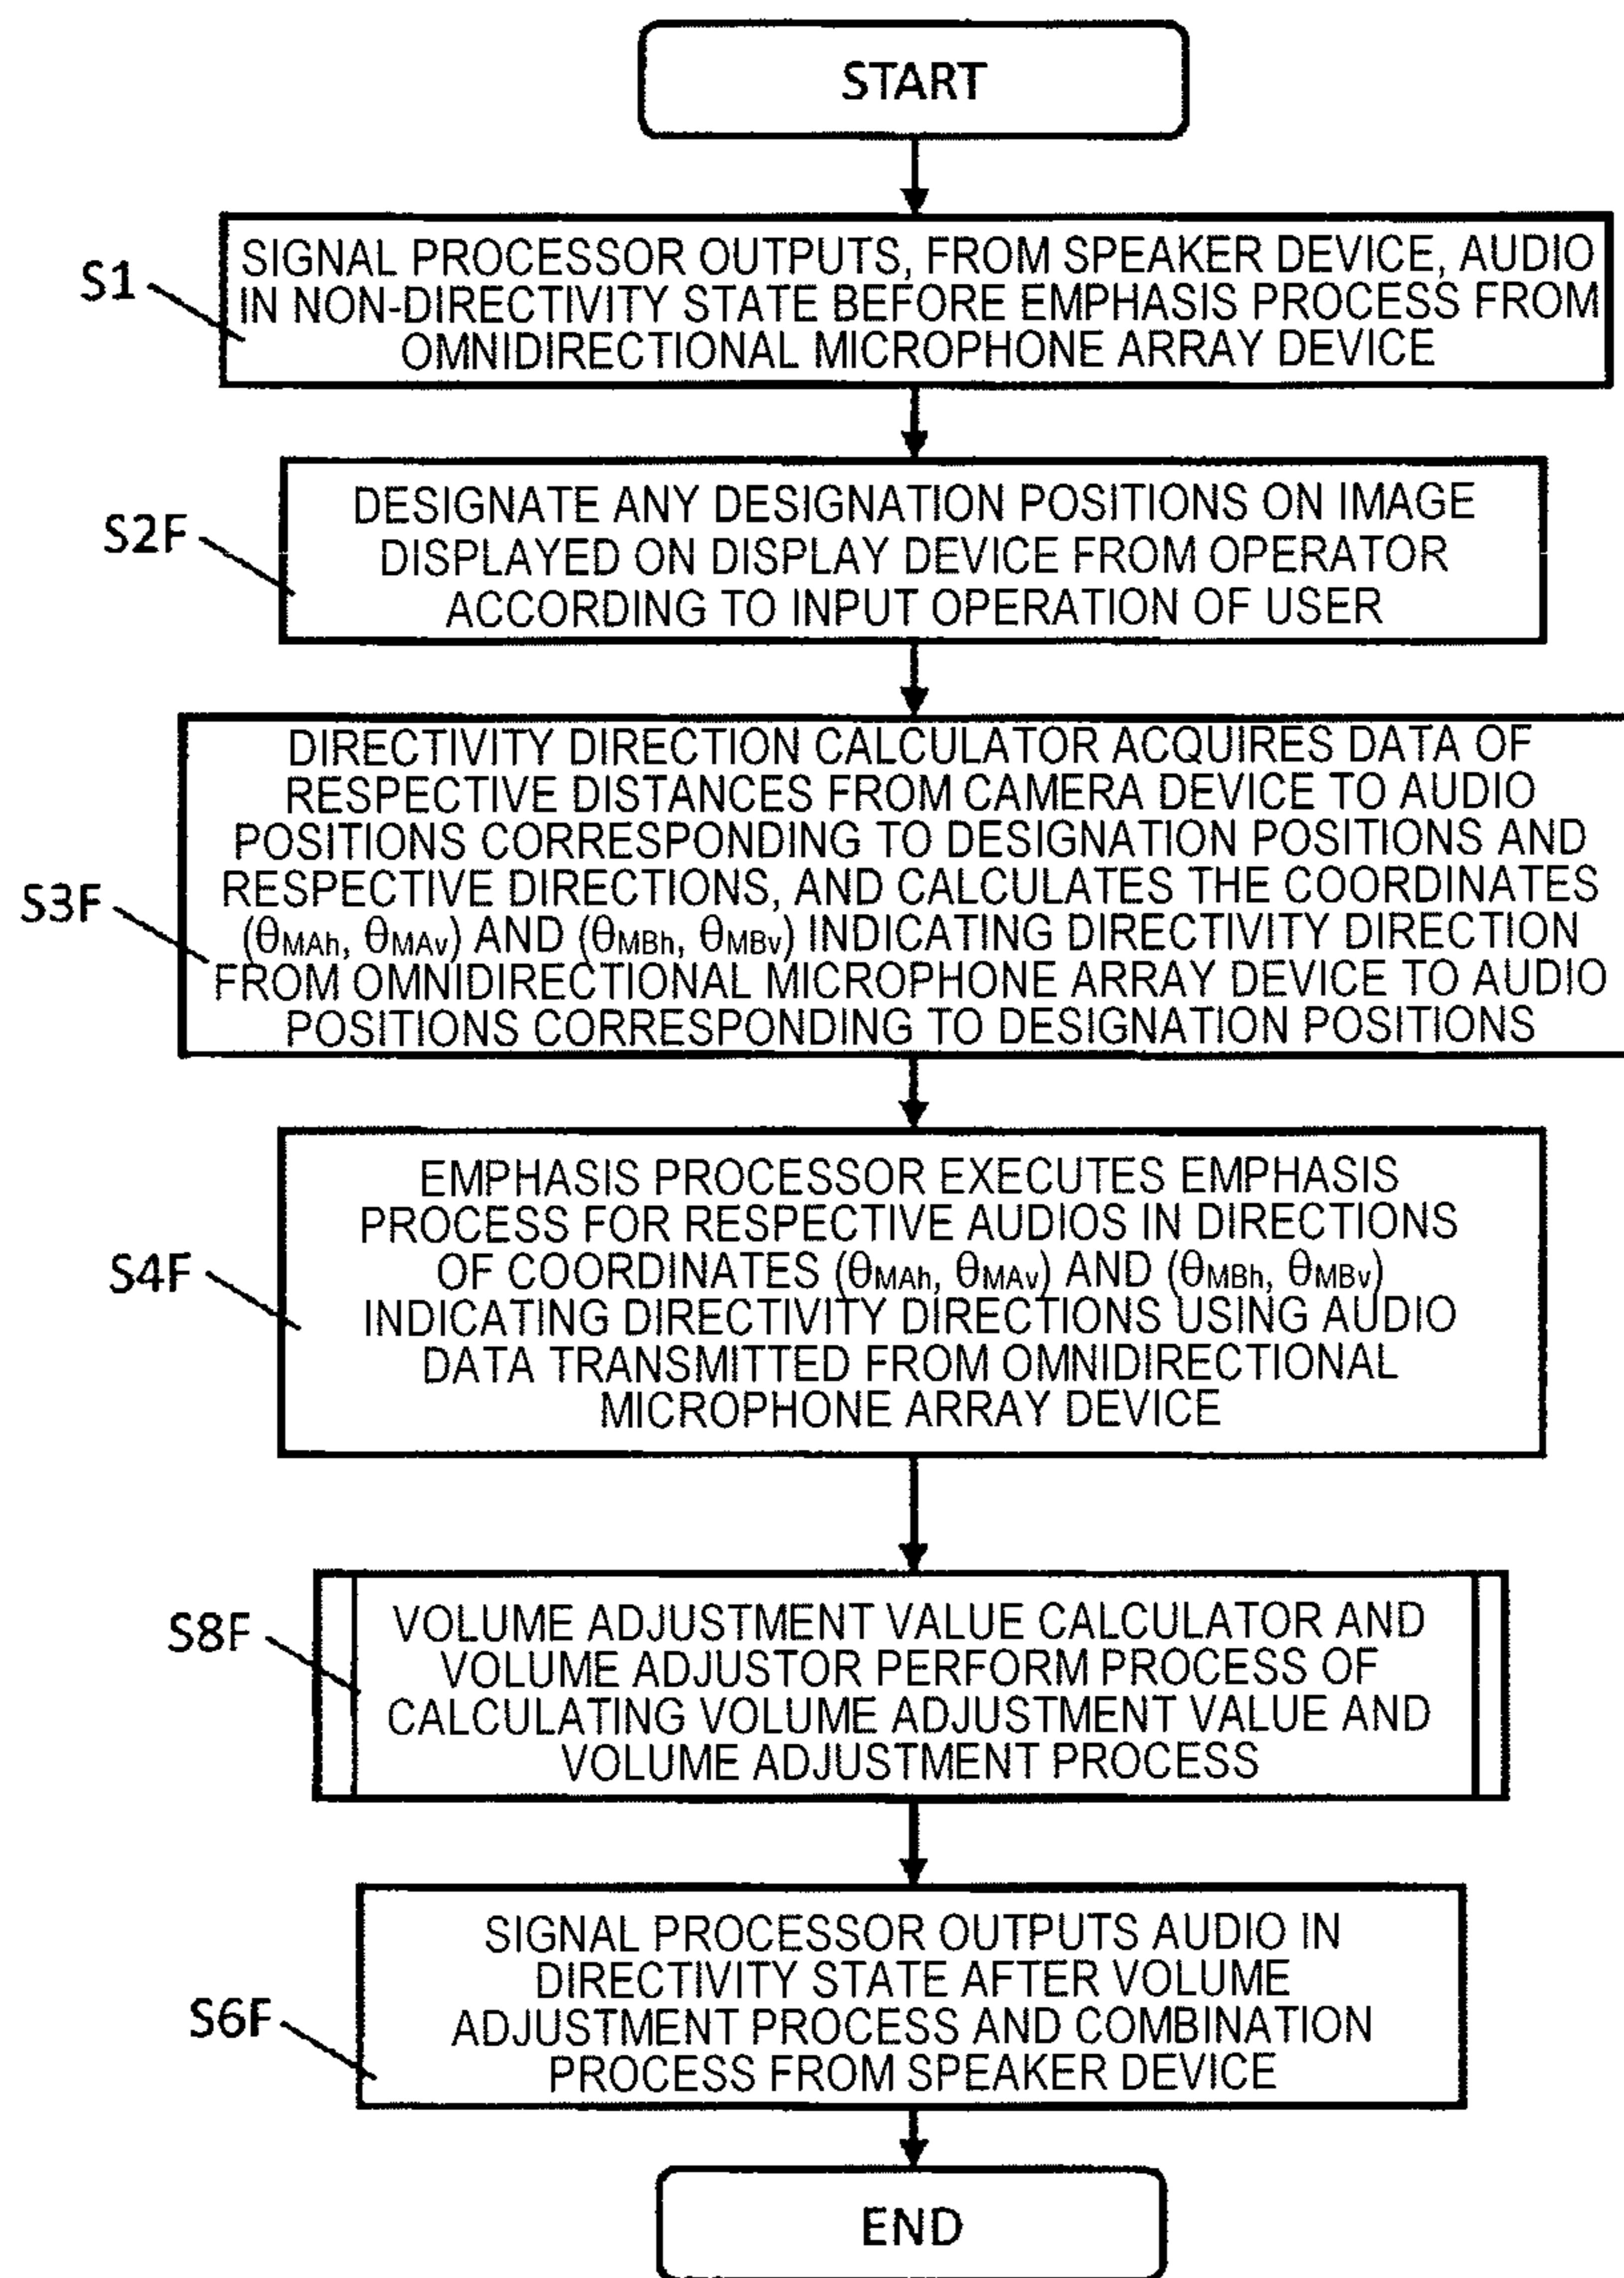 START
S1
SIGNAL PROCESSOR OUTPUTS, FROM SPEAKER DEVICE, AUDIO
IN NON-DIRECTIVITY STATE BEFORE EMPHASIS PROCESS FROM
OMNIDIRECTIONAL MICROPHONE ARRAY DEVICE
S2F
DESIGNATE ANY DESIGNATION POSITIONS ON IMAGE
DISPLAYED ON DISPLAY DEVICE FROM OPERATOR
ACCORDING TO INPUT OPERATION OF USER
S3F
DIRECTIVITY DIRECTION CALCULATOR ACQUIRES DATA OF
RESPECTIVE DISTANCES FROM CAMERA DEVICE TO AUDIO
POSITIONS CORRESPONDING TO DESIGNATION POSITIONS AND
RESPECTIVE DIRECTIONS, AND CALCULATES THE COORDINATES
(θMAh, θMAv) AND (θMBh, θMBv) INDICATING DIRECTIVITY DIRECTION
FROM OMNIDIRECTIONAL MICROPHONE ARRAY DEVICE TO AUDIO
POSITIONS CORRESPONDING TO DESIGNATION POSITIONS
S4F
EMPHASIS PROCESSOR EXECUTES EMPHASIS
PROCESS FOR RESPECTIVE AUDIOS IN DIRECTIONS
OF COORDINATES (θMAh, θMAv) AND (θMBh, θMBv)
INDICATING DIRECTIVITY DIRECTIONS USING AUDIO
DATA TRANSMITTED FROM OMNIDIRECTIONAL
MICROPHONE ARRAY DEVICE
S8F
VOLUME ADJUSTMENT VALUE CALCULATOR AND
VOLUME ADJUSTOR PERFORM PROCESS OF
CALCULATING VOLUME ADJUSTMENT VALUE AND
VOLUME ADJUSTMENT PROCESS
S6F
SIGNAL PROCESSOR OUTPUTS AUDIO IN
DIRECTIVITY STATE AFTER VOLUME
ADJUSTMENT PROCESS AND COMBINATION
PROCESS FROM SPEAKER DEVICE
END